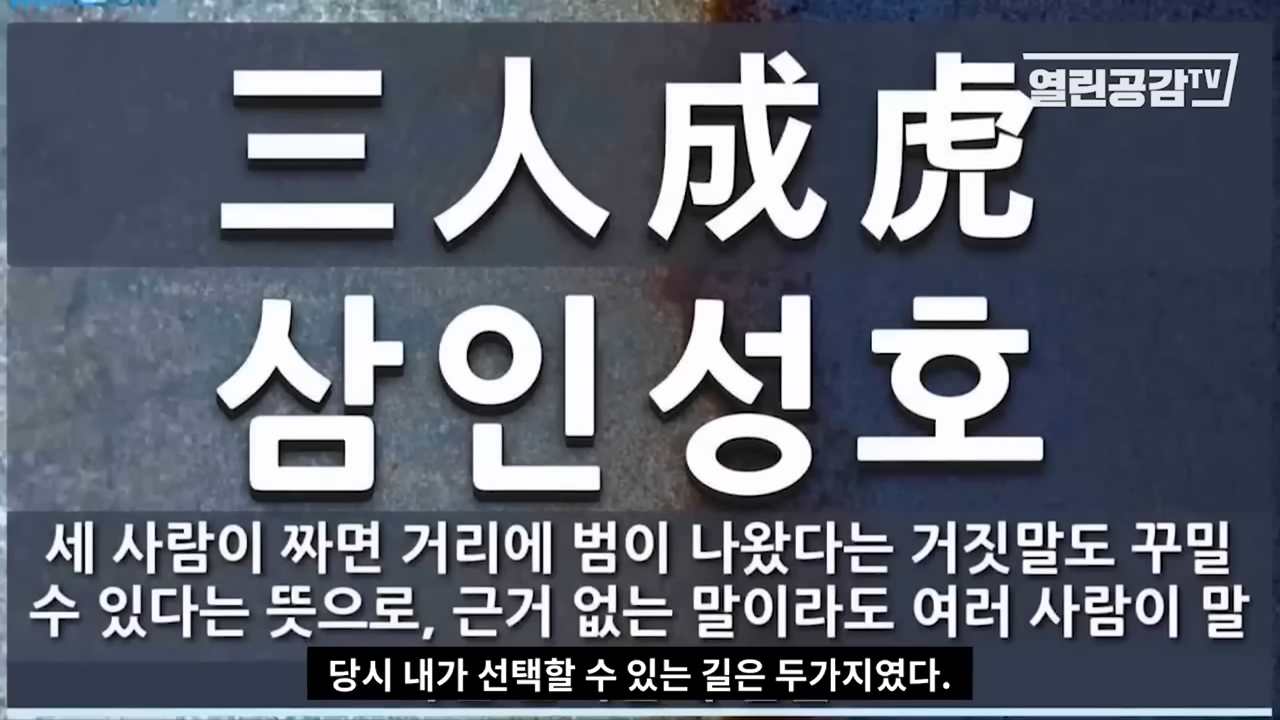 열린공감TV
三人成虎
삼인성호
세 사람이 짜면 거리에 범이 나왔다는 거짓말도 꾸밀
수 있다는 뜻으로, 근거 없는 말이라도 여러 사람이 말
당시 내가 선택할 수 있는 길은 두가지였다.